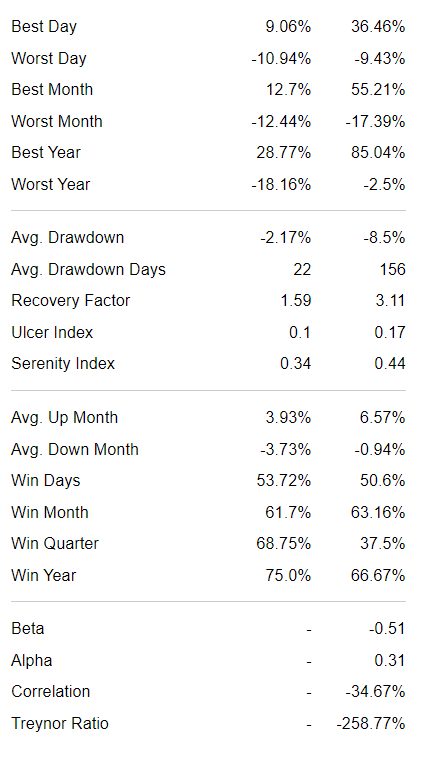 Best Day 9.06% 36.46%
Worst Day -10.94% -9.43%
Best Month 12.7% 55.21%
Worst Month -12.44% -17.39%
Best Year 28.77% 85.04%
Worst Year -18.16% -2.5%
Avg. Drawdown -2.17% -8.5%
Avg. Drawdown Days 22 156
Recovery Factor 1.59 3.11
Ulcer Index 0.1 0.17
Serenity Index 0.34 0.44
Avg. Up Month 3.93% 6.57%
Avg. Down Month -3.73% -0.94%
Win Days 53.72% 50.6%
Win Month 61.7% 63.16%
Win Quarter 68.75% 37.5%
Win Year 75.0% 66.67%
Beta - -0.51
Alpha - 0.31
Correlation - -34.67%
Treynor Ratio - -258.77%